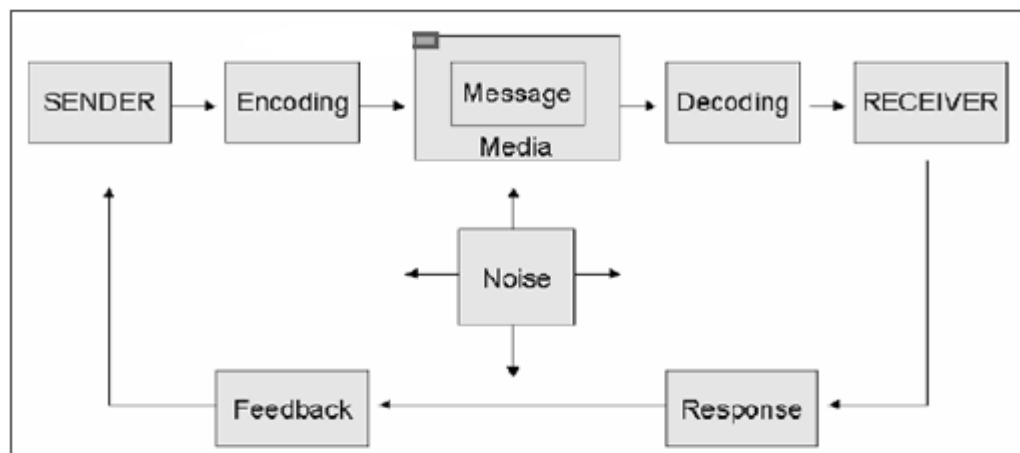 SENDER
Encoding
Message
Media
Decoding
RECEIVER
Noise
Feedback
Response